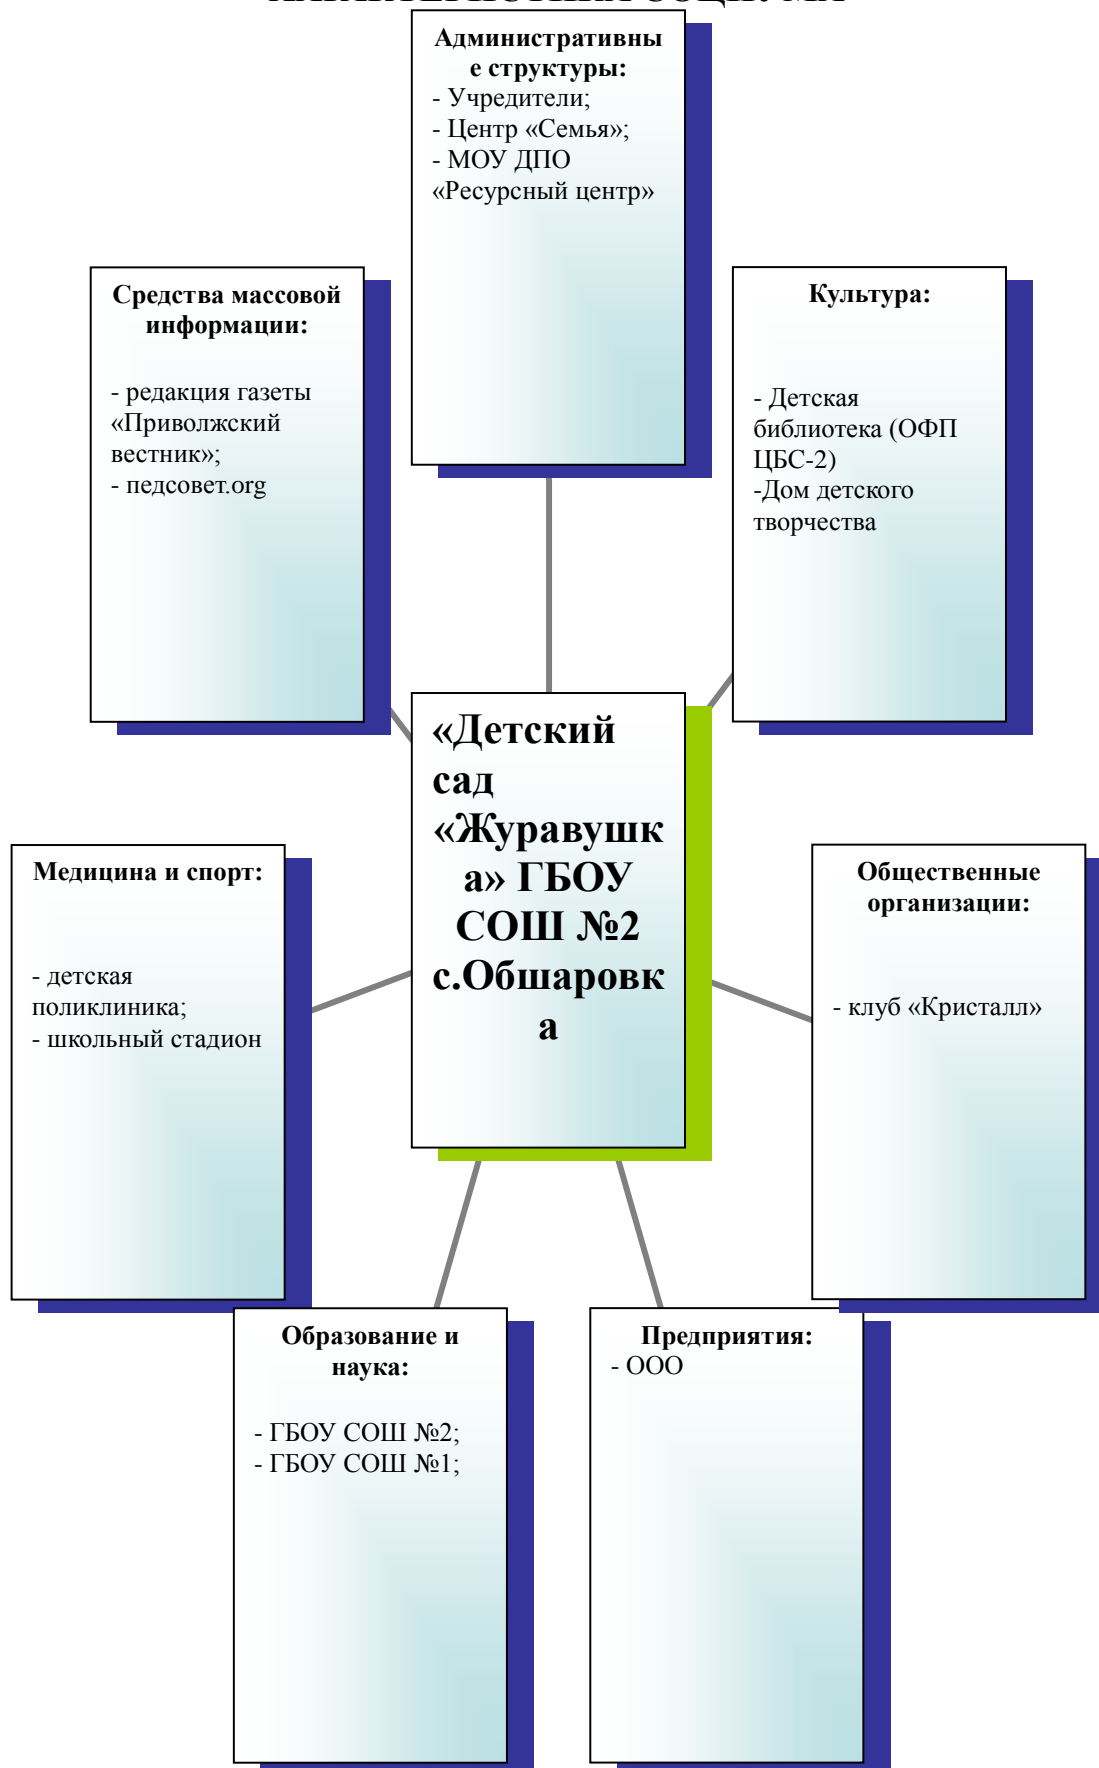 Административны
е структуры:
- Учредители;
- Центр «Семья»;
- МОУ ДПО
«Ресурсный центр»
Средства массовой
информации:
- редакция газеты
«Приволжский
вестник»;
- педсовет.org
Культура:
- Детская
библиотека (ОФП
ЦБС-2)
-Дом детского
творчества
«Детский
сад
«Журавушк
а» ГБОУ
СОШ №2
с.Обшаровк
а
Медицина и спорт:
- детская
поликлиника;
- школьный стадион
Общественные
организации:
- клуб «Кристалл»
Образование и
наука:
- ГБОУ СОШ №2;
- ГБОУ СОШ №1;
Предприятия:
- ООО